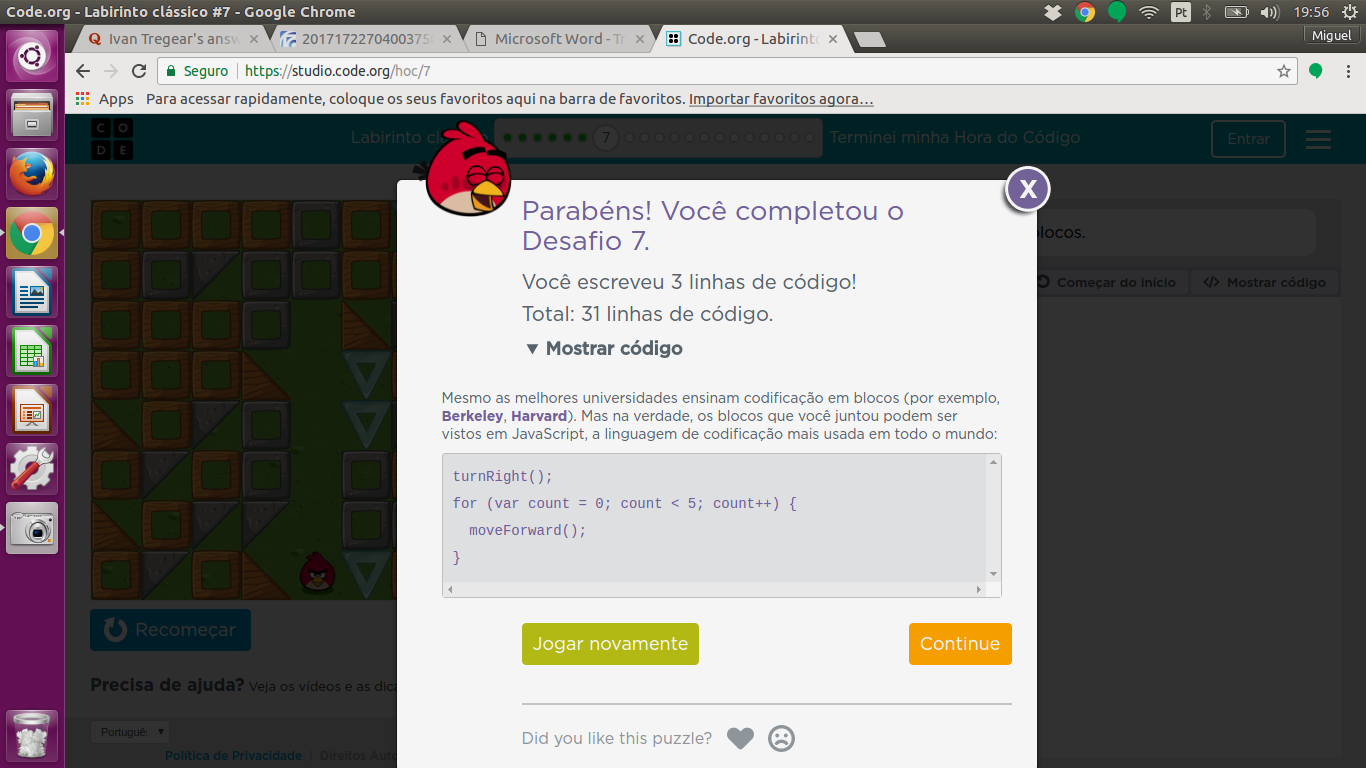 Code.org - Labirinto clássico #7 - Google Chrome
Pt
19:56
Ivan Tregear's answ
Microsoft Word - Tr
Code.org - Labirinto
Miguel
Seguro
https://studio.code.org/hoc/7
Apps
Para acessar rapidamente, coloque os seus favoritos aqui na barra de favoritos. Importar favoritos agora...
CO
DE
Labirinto
7
Terminei minha Hora do Código
Entrar
X
Parabéns! Você completou o
Desafio 7.
blocos.
Você escreveu 3 linhas de código!
Começar do início
Mostrar código
Total: 31 linhas de código.
▼ Mostrar código
Mesmo as melhores universidades ensinam codificação em blocos (por exemplo,
Berkeley, Harvard). Mas na verdade, os blocos que você juntou podem ser
vistos em JavaScript, a linguagem de codificação mais usada em todo o mundo:
turnRight();
for (var count = 0; count < 5; count++) {
moveForward();
}
Recomeçar
Jogar novamente
Continue
Precisa de ajuda? Veja os vídeos e as dica
Portuguê
Did you like this puzzle?
Política de Privacidade
Direitos Auto